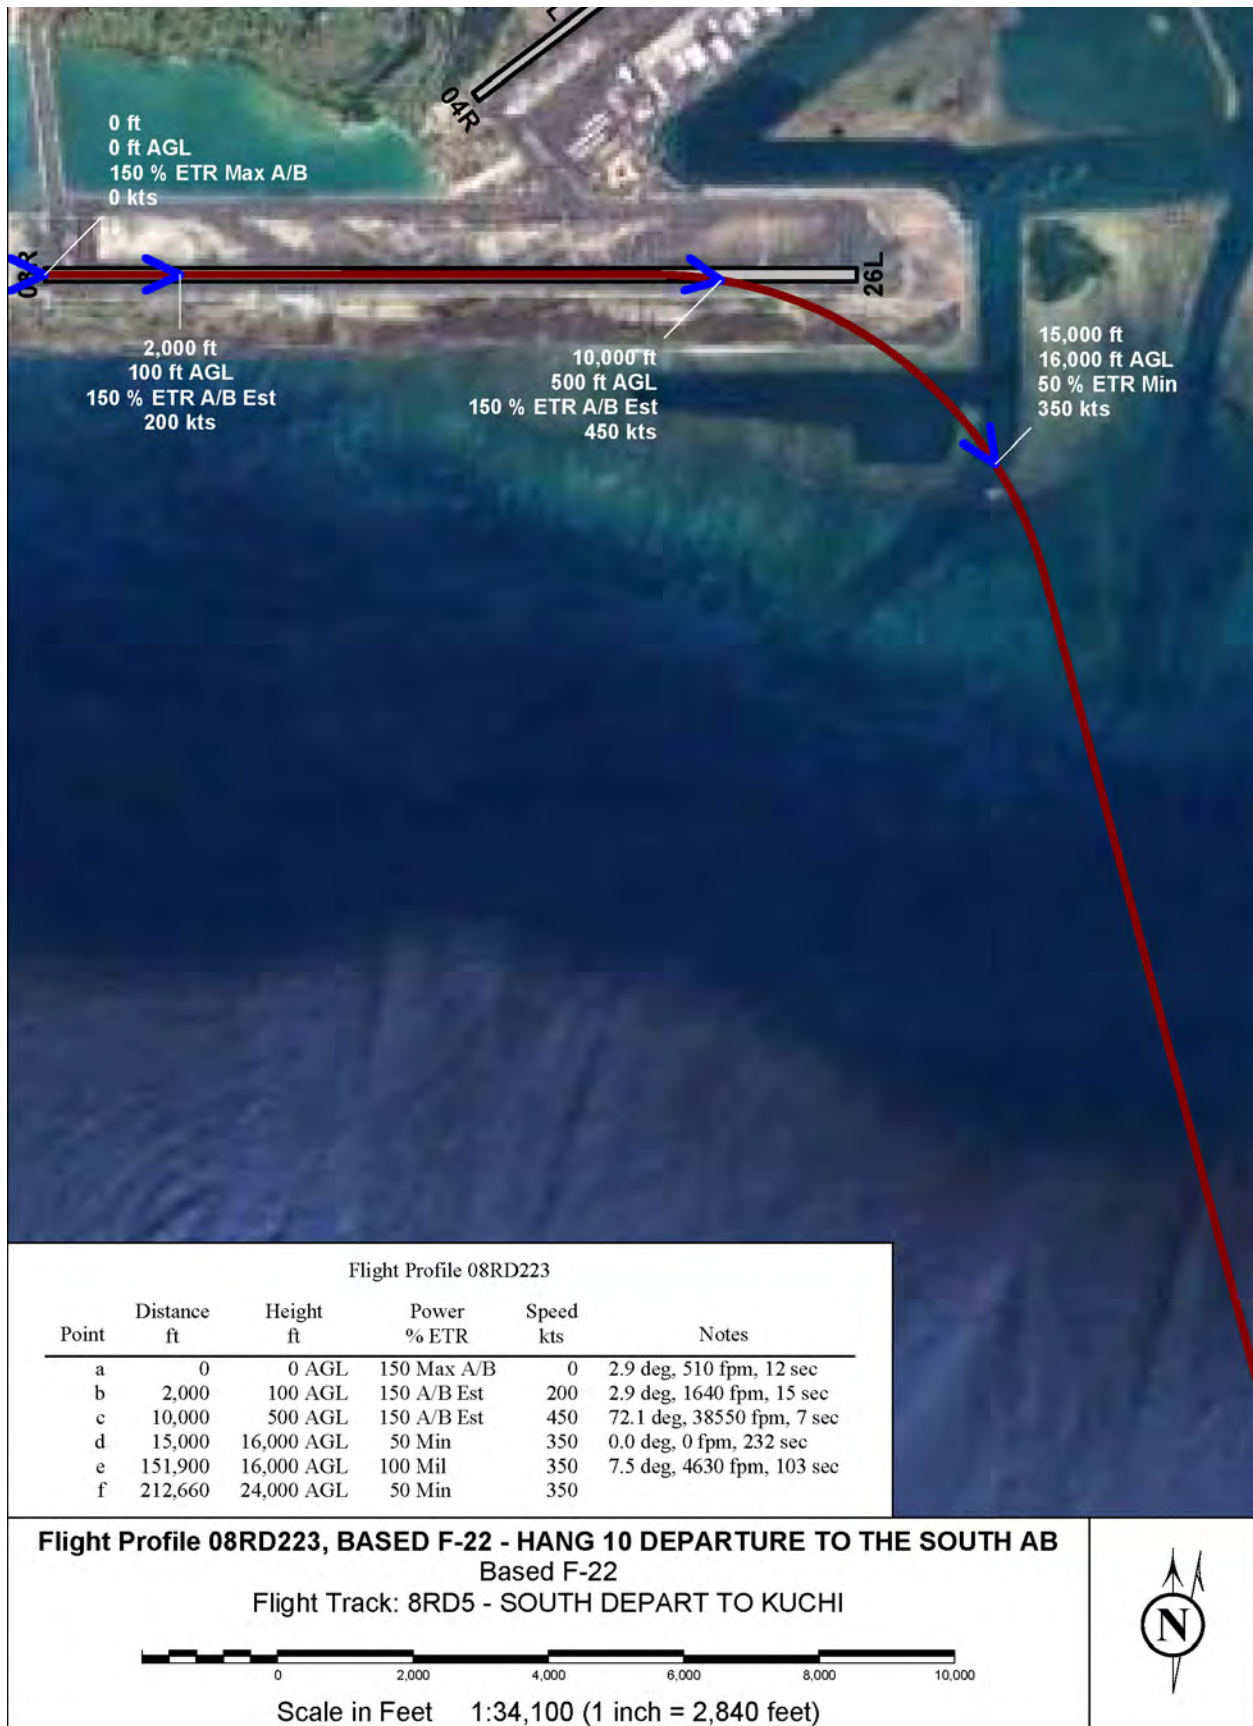 04R
0 ft
0 ft AGL
150 % ETR Max A/B
0 kts
08R
26L
2,000 ft
100 ft AGL
150 % ETR A/B Est
200 kts
10,000 ft
500 ft AGL
150 % ETR A/B Est
450 kts
15,000 ft
16,000 ft AGL
50 % ETR Min
350 kts
Flight Profile 08RD223
Distance Height Power Speed
Point ft ft % ETR kts Notes
a 0 0 AGL 150 Max A/B 0 2.9 deg, 510 fpm, 12 sec
b 2,000 100 AGL 150 A/B Est 200 2.9 deg, 1640 fpm, 15 sec
c 10,000 500 AGL 150 A/B Est 450 72.1 deg, 38550 fpm, 7 sec
d 15,000 16,000 AGL 50 Min 350 0.0 deg, 0 fpm, 232 sec
e 151,900 16,000 AGL 100 Mil 350 7.5 deg, 4630 fpm, 103 sec
f 212,660 24,000 AGL 50 Min 350
Flight Profile 08RD223, BASED F-22 - HANG 10 DEPARTURE TO THE SOUTH AB
Based F-22
Flight Track: 8RD5 - SOUTH DEPART TO KUCHI
0 2,000 4,000 6,000 8,000 10,000
Scale in Feet 1:34,100 (1 inch = 2,840 feet)
N